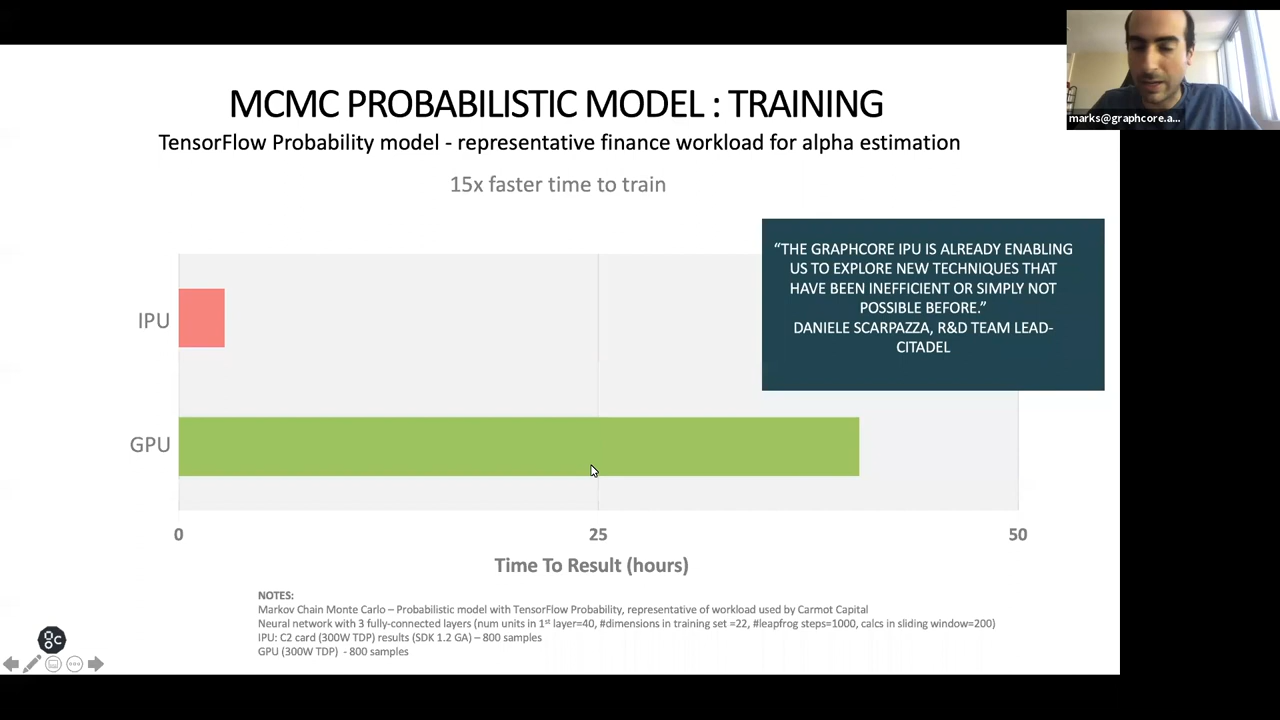 marks@graphcore.a...
MCMC PROBABILISTIC MODEL : TRAINING
TensorFlow Probability model - representative finance workload for alpha estimation
15x faster time to train
“THE GRAPHCORE IPU IS ALREADY ENABLING
US TO EXPLORE NEW TECHNIQUES THAT
HAVE BEEN INEFFICIENT OR SIMPLY NOT
POSSIBLE BEFORE.”
DANIELE SCARPAZZA, R&D TEAM LEAD-
CITADEL
IPU
GPU
0 25 50
Time To Result (hours)
NOTES:
Markov Chain Monte Carlo – Probabilistic model with TensorFlow Probability, representative of workload used by Carmot Capital
Neural network with 3 fully-connected layers (num units in 1st layer=40, #dimensions in training set =22, #leapfrog steps=1000, calcs in sliding window=200)
IPU: C2 card (300W TDP) results (SDK 1.2 GA) – 800 samples
GPU (300W TDP)  - 800 samples
gc